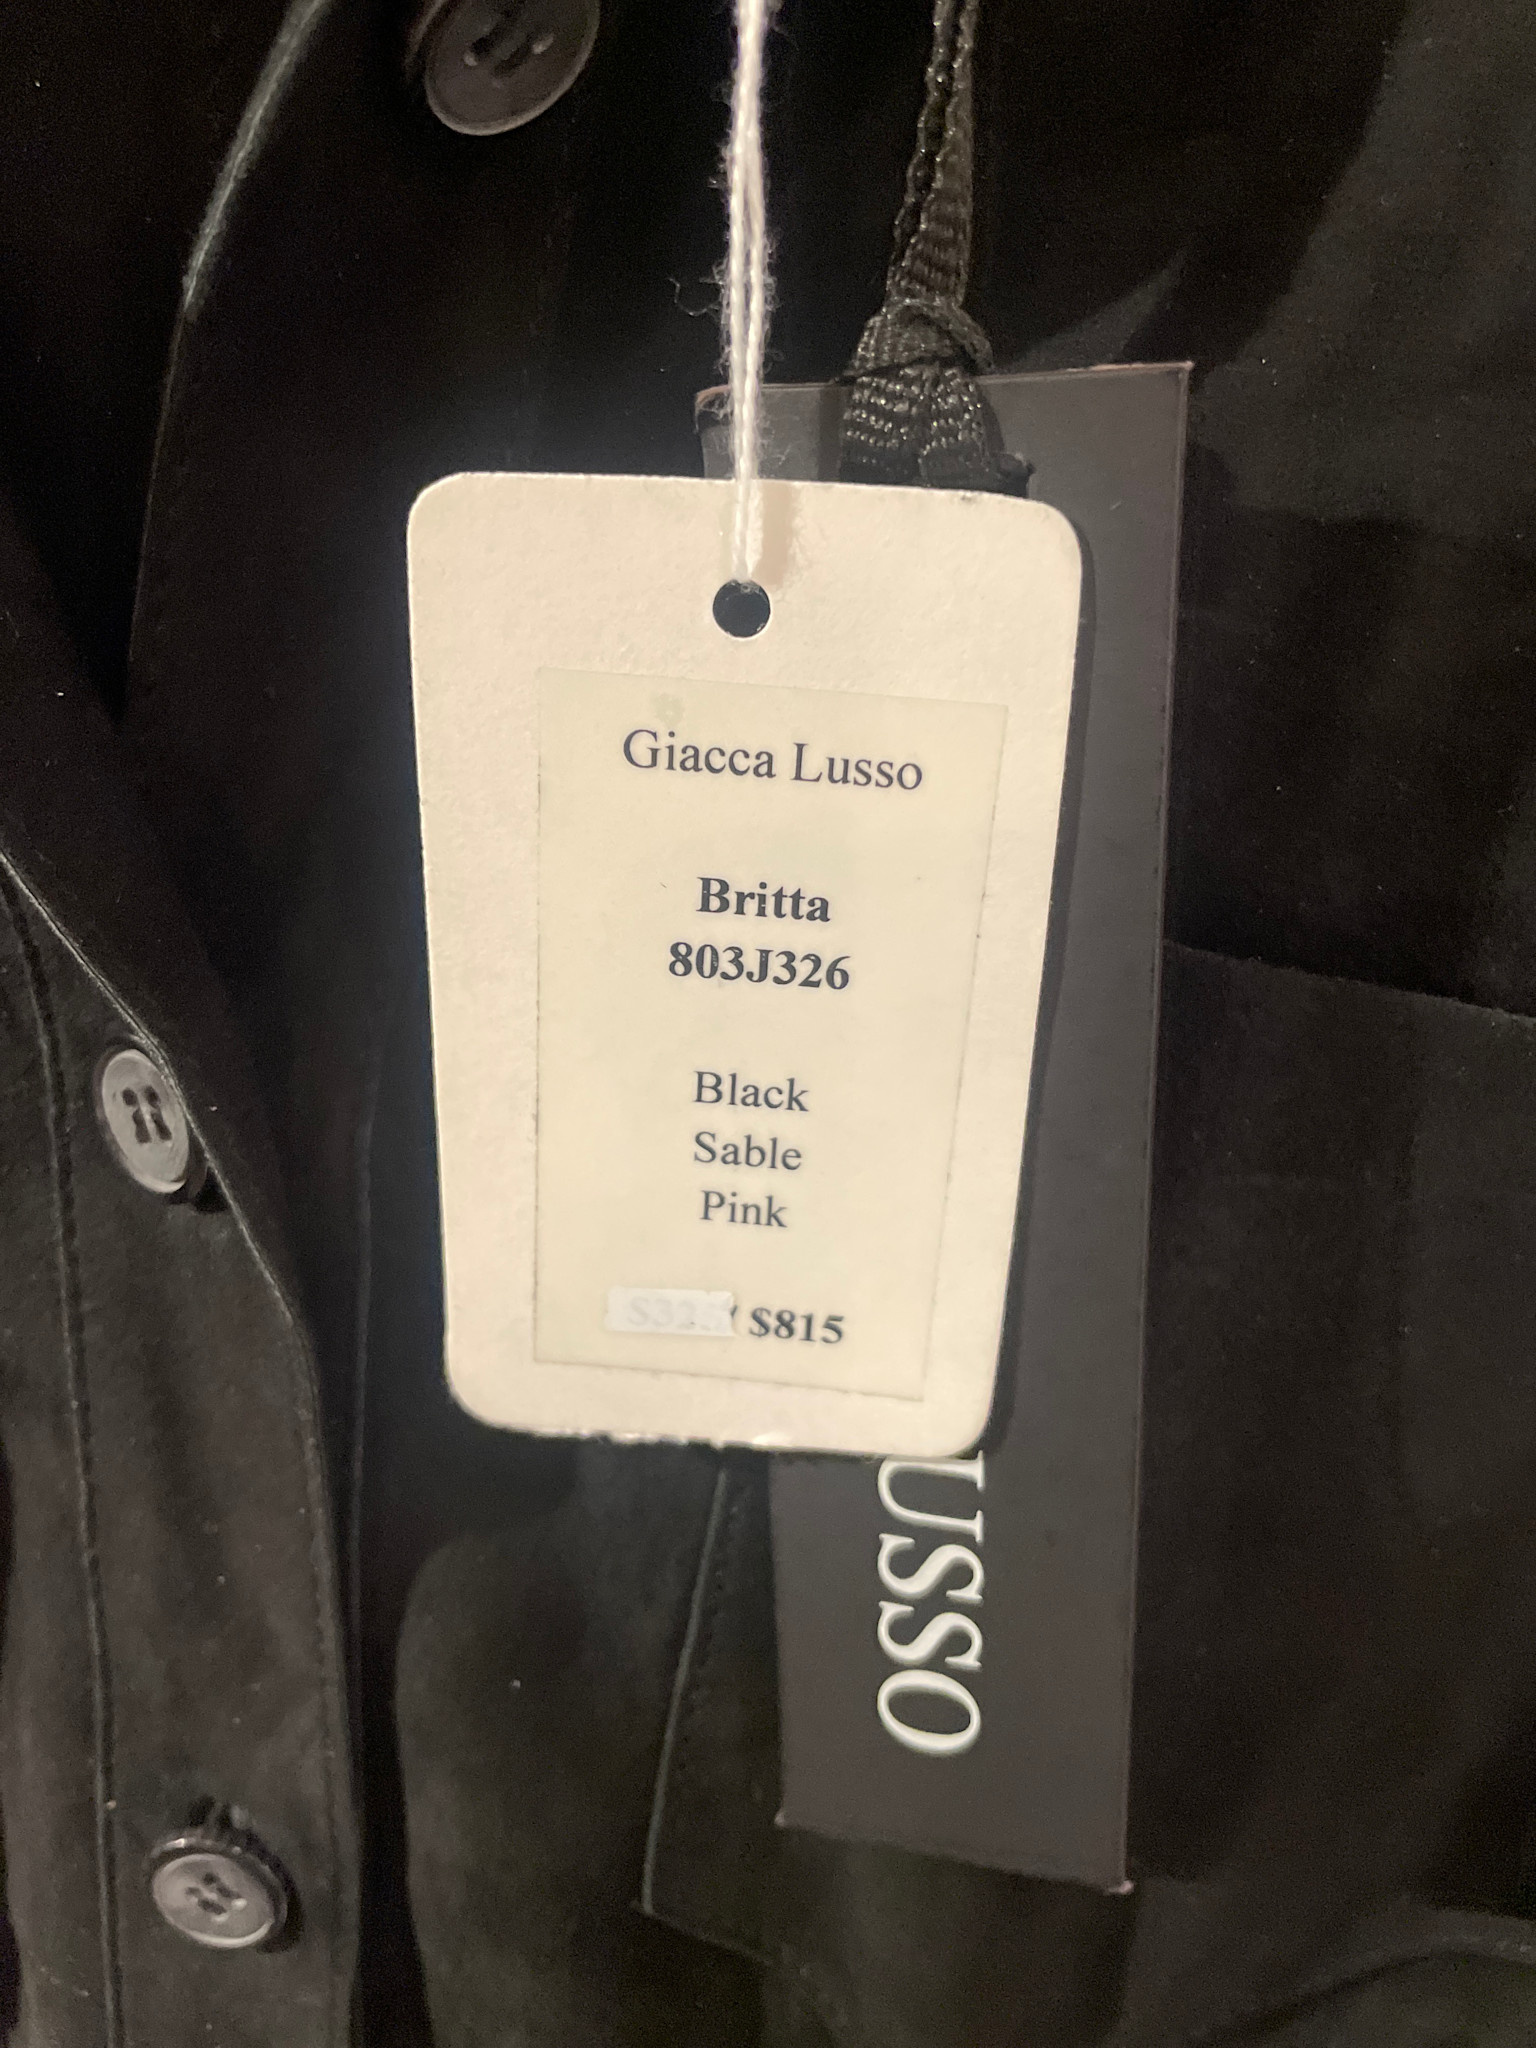 Giacca Lusso
Britta
803J326
Black
Sable
Pink
/ $815
USSO